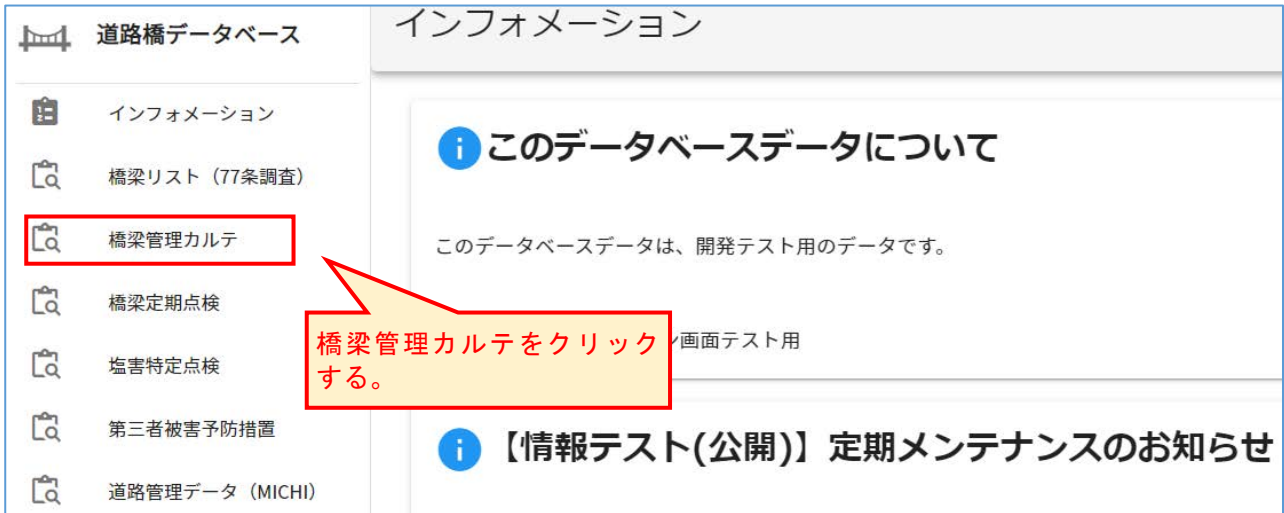 道路橋データベース
インフォメーション
橋梁リスト（77条調査）
橋梁管理カルテ
橋梁定期点検
塩害特定点検
第三者被害予防措置
道路管理データ（MICHI）
インフォメーション
このデータベースデータについて
このデータベースデータは、開発テスト用のデータです。
画面テスト用
橋梁管理カルテをクリック
する。
【情報テスト(公開)】定期メンテナンスのお知らせ